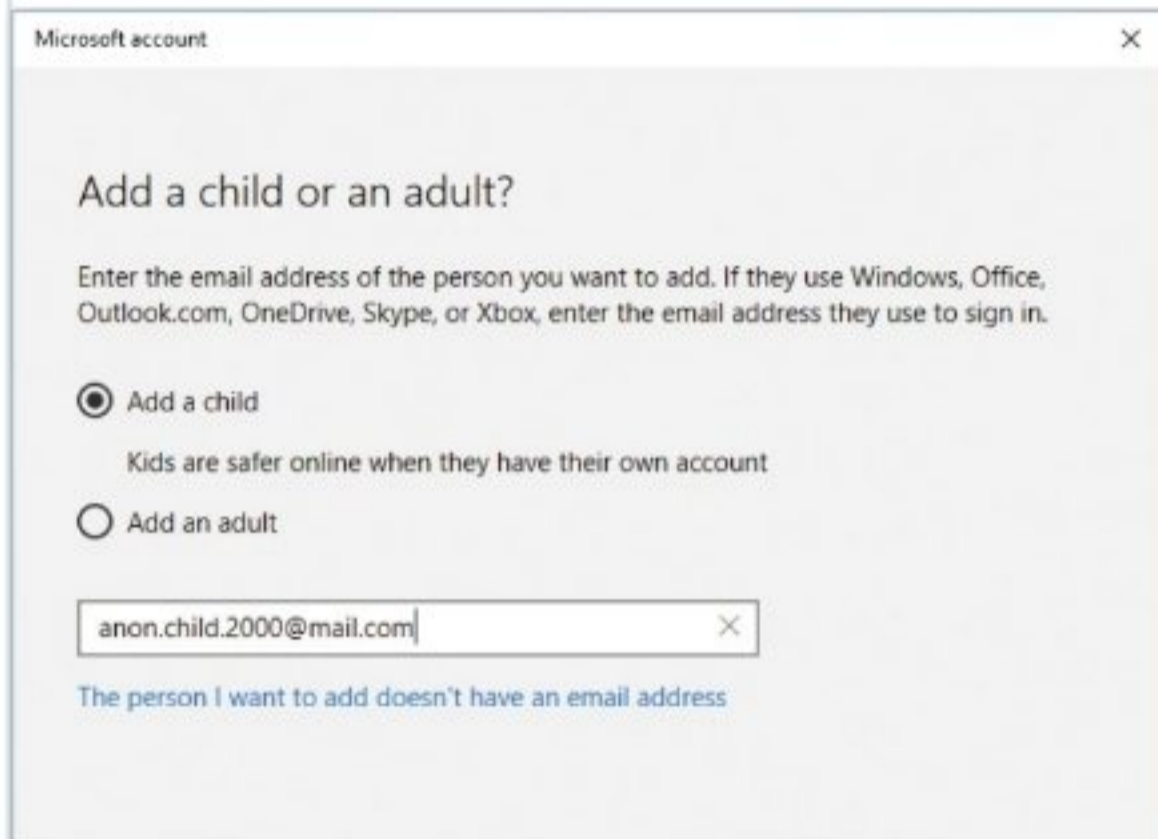 Microsoft account
Add a child or an adult?
Enter the email address of the person you want to add. If they use Windows, Office,
Outlook.com, OneDrive, Skype, or Xbox, enter the email address they use to sign in.
Add a child
Kids are safer online when they have their own account
Add an adult
anon.child.2000@mail.com
The person I want to add doesn't have an email address